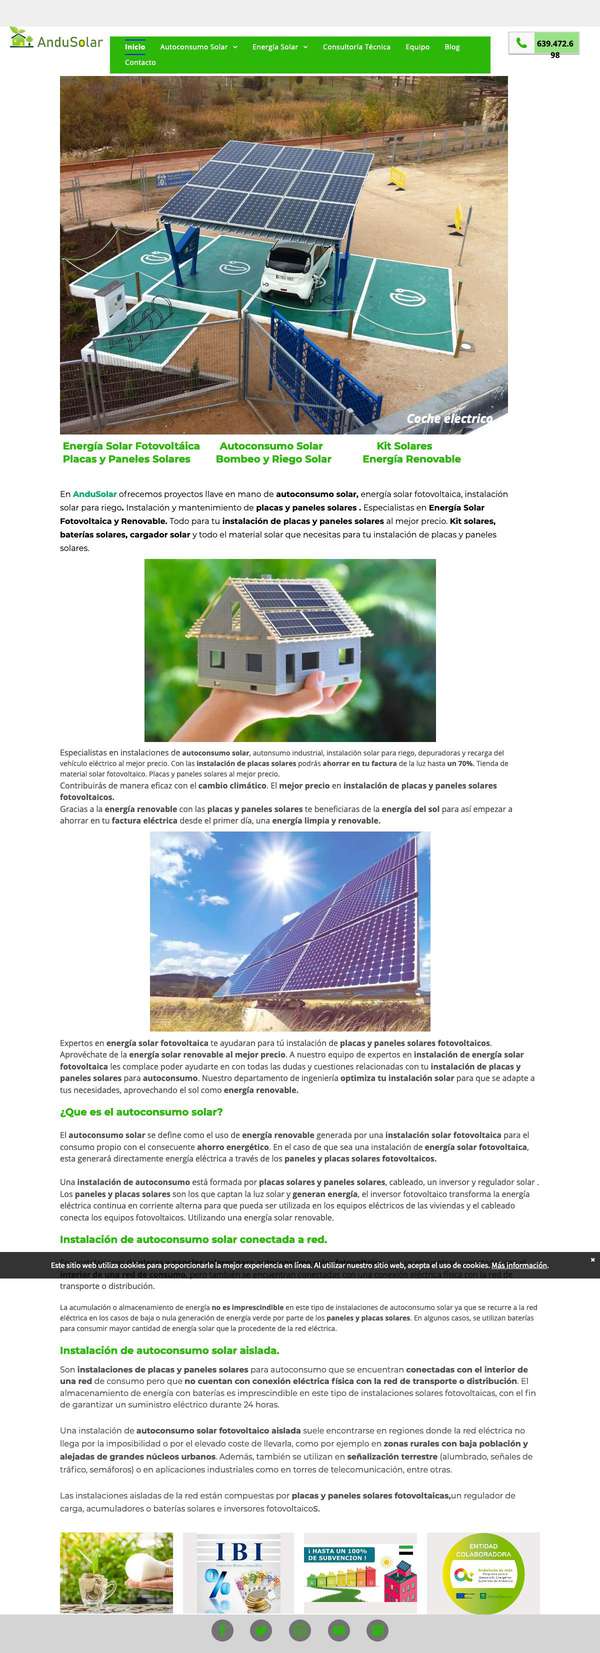 AnduSolar
Inicio Autoconsumo Solar Energía Solar Consultoría Técnica Equipo Blog
Contacto
639.472.6
98
Coche electrico
Energía Solar Fotovoltáica Autoconsumo Solar Kit Solares
Placas y Paneles Solares Bombeo y Riego Solar Energía Renovable
En AnduSolar ofrecemos proyectos llave en mano de autoconsumo solar, energía solar fotovoltaica, instalación
solar para riego. Instalación y mantenimiento de placas y paneles solares . Especialistas en Energía Solar
Fotovoltaica y Renovable. Todo para tu instalación de placas y paneles solares al mejor precio. Kit solares,
baterías solares, cargador solar y todo el material solar que necesitas para tu instalación de placas y paneles
solares.
Especialistas en instalaciones de autoconsumo solar, autonsumo industrial, instalación solar para riego, depuradoras y recarga del
vehículo eléctrico al mejor precio. Con las instalación de placas solares podrás ahorrar en tu factura de la luz hasta un 70%. Tienda de
material solar fotovoltaico. Placas y paneles solares al mejor precio.
Contribuirás de manera eficaz con el cambio climático. El mejor precio en instalación de placas y paneles solares
fotovoltaicos.
Gracias a la energía renovable con las placas y paneles solares te beneficiaras de la energía del sol para así empezar a
ahorrar en tu factura eléctrica desde el primer día, una energía limpia y renovable.
Expertos en energía solar fotovoltaica te ayudaran para tú instalación de placas y paneles solares fotovoltaicos.
Aprovéchate de la energía solar renovable al mejor precio. A nuestro equipo de expertos en instalación de energía solar
fotovoltaica les complace poder ayudarte en con todas las dudas y cuestiones relacionadas con tu instalación de placas y
paneles solares para autoconsumo. Nuestro departamento de ingeniería optimiza tu instalación solar para que se adapte a
tus necesidades, aprovechando el sol como energía renovable.
¿Que es el autoconsumo solar?
El autoconsumo solar se define como el uso de energía renovable generada por una instalación solar fotovoltaica para el
consumo propio con el consecuente ahorro energético. En el caso de que sea una instalación de energía solar fotovoltaica,
esta generará directamente energía eléctrica a través de los paneles y placas solares fotovoltaicos.
Una instalación de autoconsumo está formada por placas solares y paneles solares, cableado, un inversor y regulador solar .
Los paneles y placas solares son los que captan la luz solar y generan energía, el inversor fotovoltaico transforma la energía
eléctrica continua en corriente alterna para que pueda ser utilizada en los equipos eléctricos de las viviendas y el cableado
conecta los equipos fotovoltaicos. Utilizando una energía solar renovable.
Instalación de autoconsumo solar conectada a red.
Este sitio web utiliza cookies para proporcionarle la mejor experiencia en línea. Al utilizar nuestro sitio web, acepta el uso de cookies. Más información.
interior de una red de consumo, pero también se encuentran conectadas con una conexión eléctrica física con la red de
transporte o distribución.
La acumulación o almacenamiento de energía no es imprescindible en este tipo de instalaciones de autoconsumo solar ya que se recurre a la red
eléctrica en los casos de baja o nula generación de energía verde por parte de los paneles y placas solares. En algunos casos, se utilizan baterías
para consumir mayor cantidad de energía solar que la procedente de la red eléctrica.
Instalación de autoconsumo solar aislada.
Son instalaciones de placas y paneles solares para autoconsumo que se encuentran conectadas con el interior de
una red de consumo pero que no cuentan con conexión eléctrica física con la red de transporte o distribución. El
almacenamiento de energía con baterías es imprescindible en este tipo de instalaciones solares fotovoltaicas, con el fin
de garantizar un suministro eléctrico durante 24 horas.
Una instalación de autoconsumo solar fotovoltaico aislada suele encontrarse en regiones donde la red eléctrica no
llega por la imposibilidad o por el elevado coste de llevarla, como por ejemplo en zonas rurales con baja población y
alejadas de grandes núcleos urbanos. Además, también se utilizan en señalización terrestre (alumbrado, señales de
tráfico, semáforos) o en aplicaciones industriales como en torres de telecomunicación, entre otras.
Las instalaciones aisladas de la red están compuestas por placas y paneles solares fotovoltaicas,un regulador de
carga, acumuladores o baterías solares e inversores fotovoltaicoS.
IBI
%
¡ HASTA UN 100%
DE SUBVENCION !
ENTIDAD
COLABORADORA